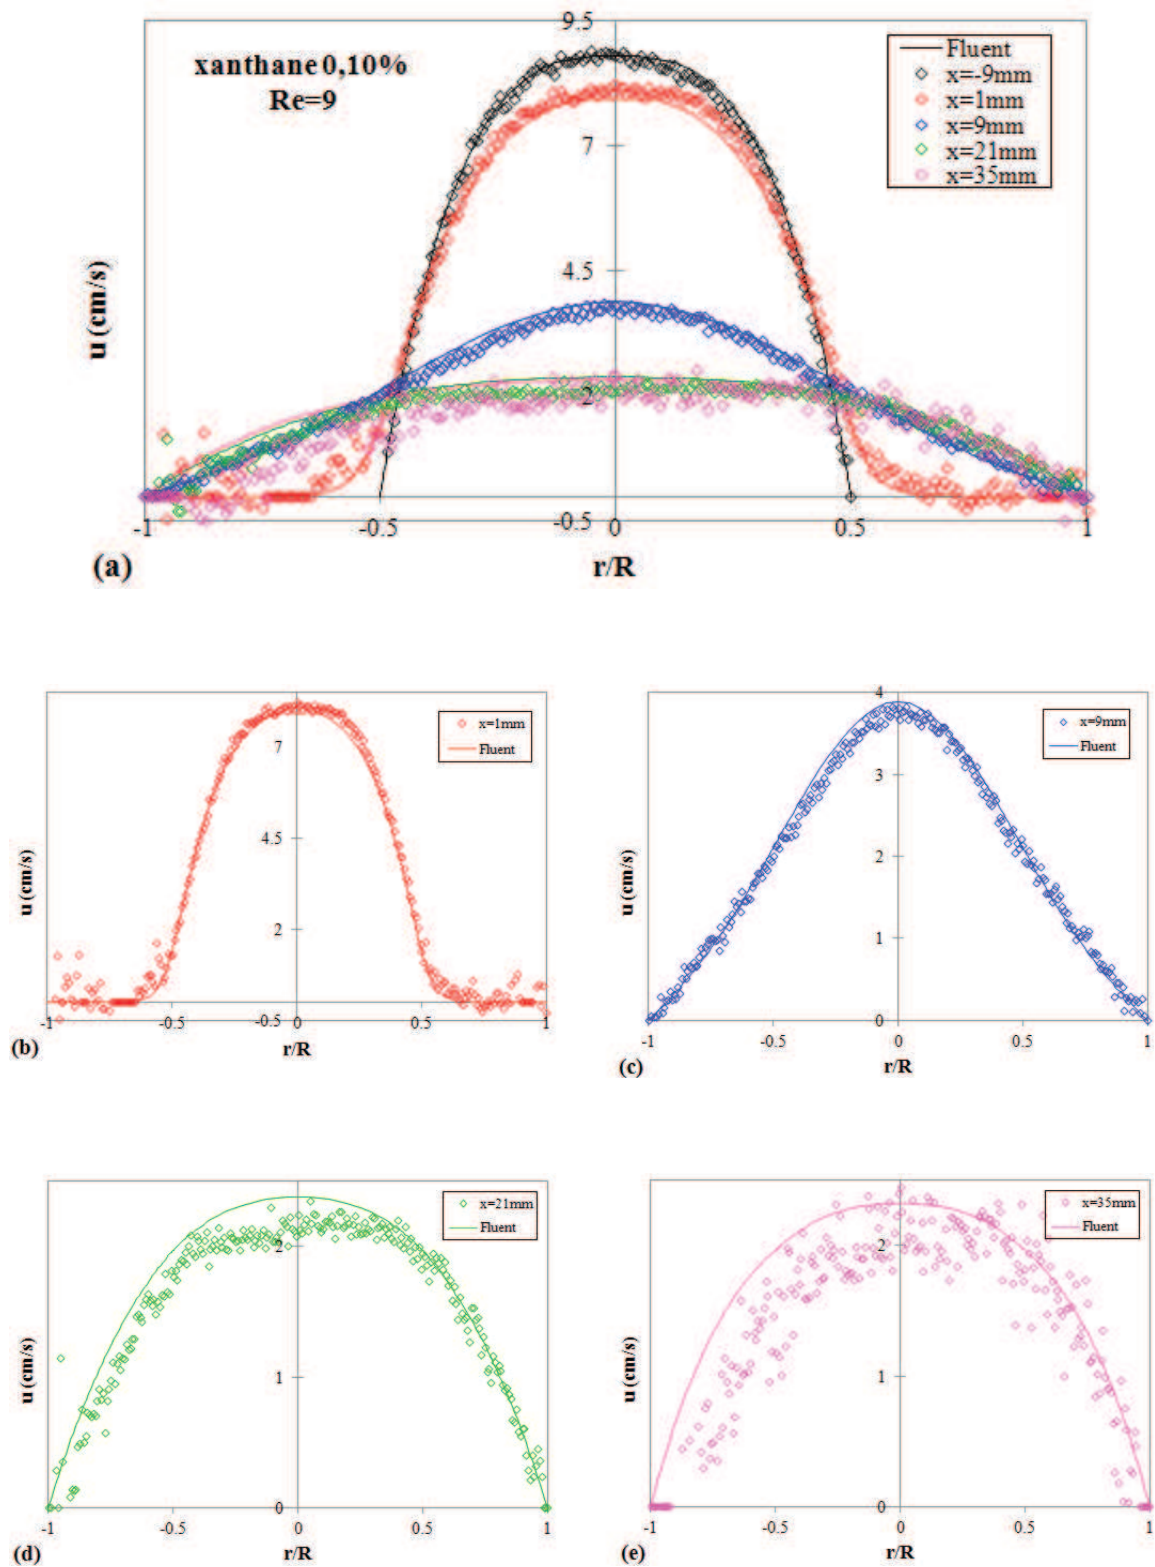 9.5
xanthane 0,10%
Re=9
Fluent
x=-9mm
x=1mm
x=9mm
x=21mm
x=35mm
7
4.5
2
-0.5
-1
-0.5
0
0.5
1
u (cm/s)
r/R
(a)
x=1mm
Fluent
7
4.5
2
-0.5
-1
-0.5
0
0.5
1
u (cm/s)
r/R
(b)
x=9mm
Fluent
4
3
2
1
0
-1
-0.5
0
0.5
1
u (cm/s)
r/R
(c)
x=21mm
Fluent
2
1
0
-1
-0.5
0
0.5
1
u (cm/s)
r/R
(d)
x=35mm
Fluent
2
1
0
-1
-0.5
0
0.5
1
u (cm/s)
r/R
(e)